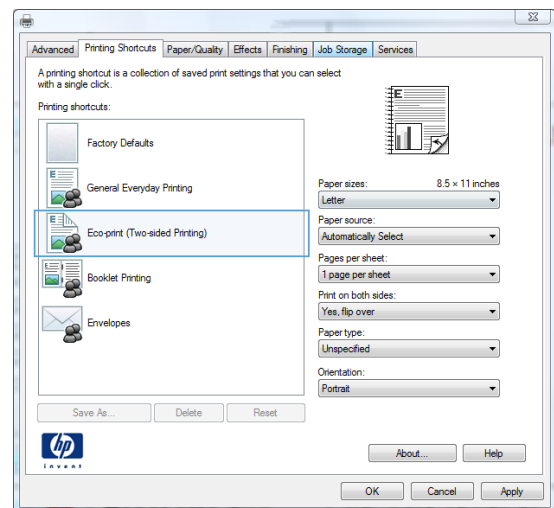 Advanced Printing Shortcuts Paper/Quality Effects Finishing Job Storage Services
A printing shortcut is a collection of saved print settings that you can select
with a single click.
Printing shortcuts:
Factory Defaults
General Everyday Printing
Eco-print (Two-sided Printing)
Booklet Printing
Envelopes
E
Paper sizes: 8.5 × 11 inches
Letter
Paper source:
Automatically Select
Pages per sheet:
1 page per sheet
Print on both sides:
Yes, flip over
Paper type:
Unspecified
Orientation:
Portrait
Save As... Delete Reset
hp
invent
About... Help
OK Cancel Apply